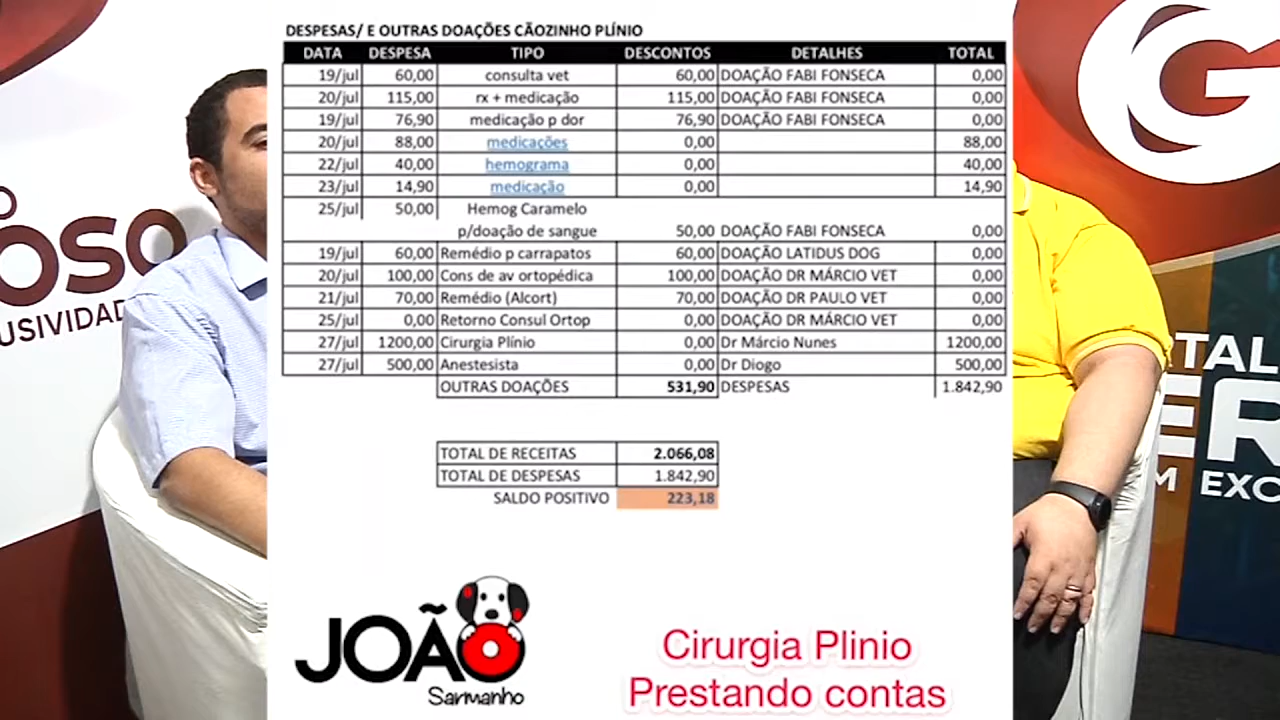 DESPESAS/ E OUTRAS DOAÇÕES CÃOZINHO PLÍNIO
DATA DESPESA TIPO DESCONTOS DETALHES TOTAL
19/jul 60,00 consulta vet 60,00 DOAÇÃO FABI FONSECA 0,00
20/jul 115,00 rx + medicação 115,00 DOAÇÃO FABI FONSECA 0,00
19/jul 76,90 medicação p dor 76,90 DOAÇÃO FABI FONSECA 0,00
20/jul 88,00 medicações 0,00 88,00
22/jul 40,00 hemograma 0,00 40,00
23/jul 14,90 medicação 0,00 14,90
25/jul 50,00 Hemog Caramelo
p/doação de sangue 50,00 DOAÇÃO FABI FONSECA 0,00
19/jul 60,00 Remédio p carrapatos 60,00 DOAÇÃO LATIDUS DOG 0,00
20/jul 100,00 Cons de av ortopédica 100,00 DOAÇÃO DR MÁRCIO VET 0,00
21/jul 70,00 Remédio (Alcort) 70,00 DOAÇÃO DR PAULO VET 0,00
25/jul 0,00 Retorno Consul Ortop 0,00 DOAÇÃO DR MÁRCIO VET 0,00
27/jul 1200,00 Cirurgia Plínio 0,00 Dr Márcio Nunes 1200,00
27/jul 500,00 Anestesista 0,00 Dr Diogo 500,00
OUTRAS DOAÇÕES 531,90 DESPESAS 1.842,90
TOTAL DE RECEITAS 2.066,08
TOTAL DE DESPESAS 1.842,90
SALDO POSITIVO 223,18
JOÃO
Sarmanho
Cirurgia Plinio
Prestando contas
O
OSO
USIVIDAD
G
TAL
ER
M EXC